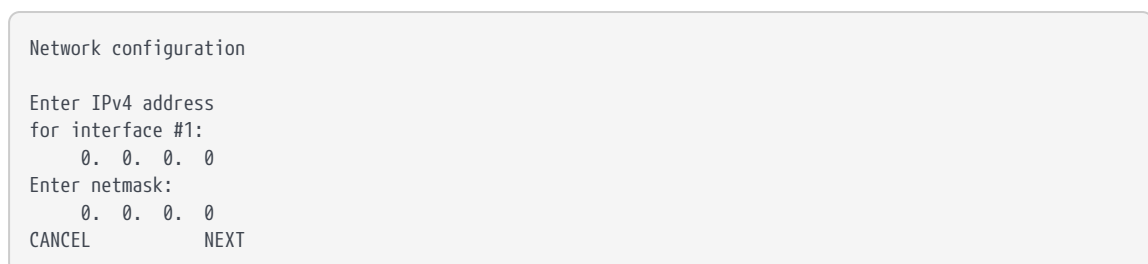 Network configuration
Enter IPv4 address
for interface #1:
0. 0. 0. 0
Enter netmask:
0. 0. 0. 0
CANCEL NEXT